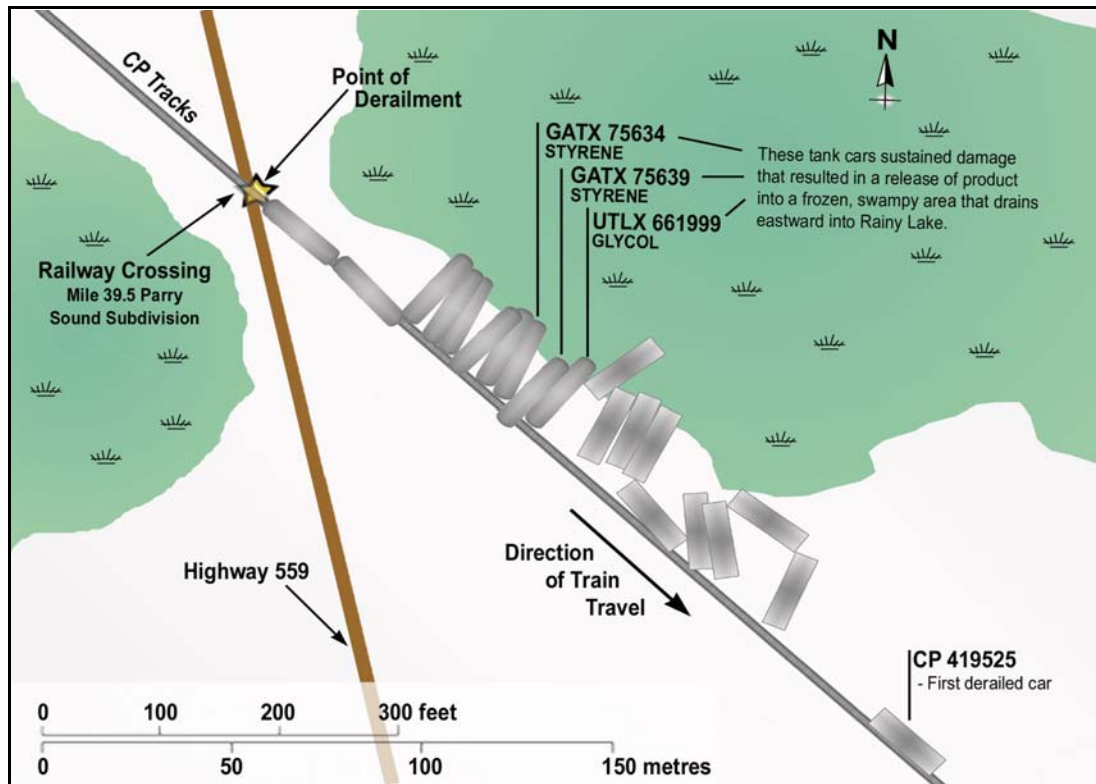 N
CP Tracks
Point of
Derailment
GATX 75634
STYRENE
GATX 75639
STYRENE
UTLX 661999
GLYCOL
These tank cars sustained damage
that resulted in a release of product
into a frozen, swampy area that drains
eastward into Rainy Lake.
Railway Crossing
Mile 39.5 Parry
Sound Subdivision
Highway 559
Direction
of Train
Travel
CP 419525
- First derailed car
0 100 200 300 feet
0 50 100 150 metres